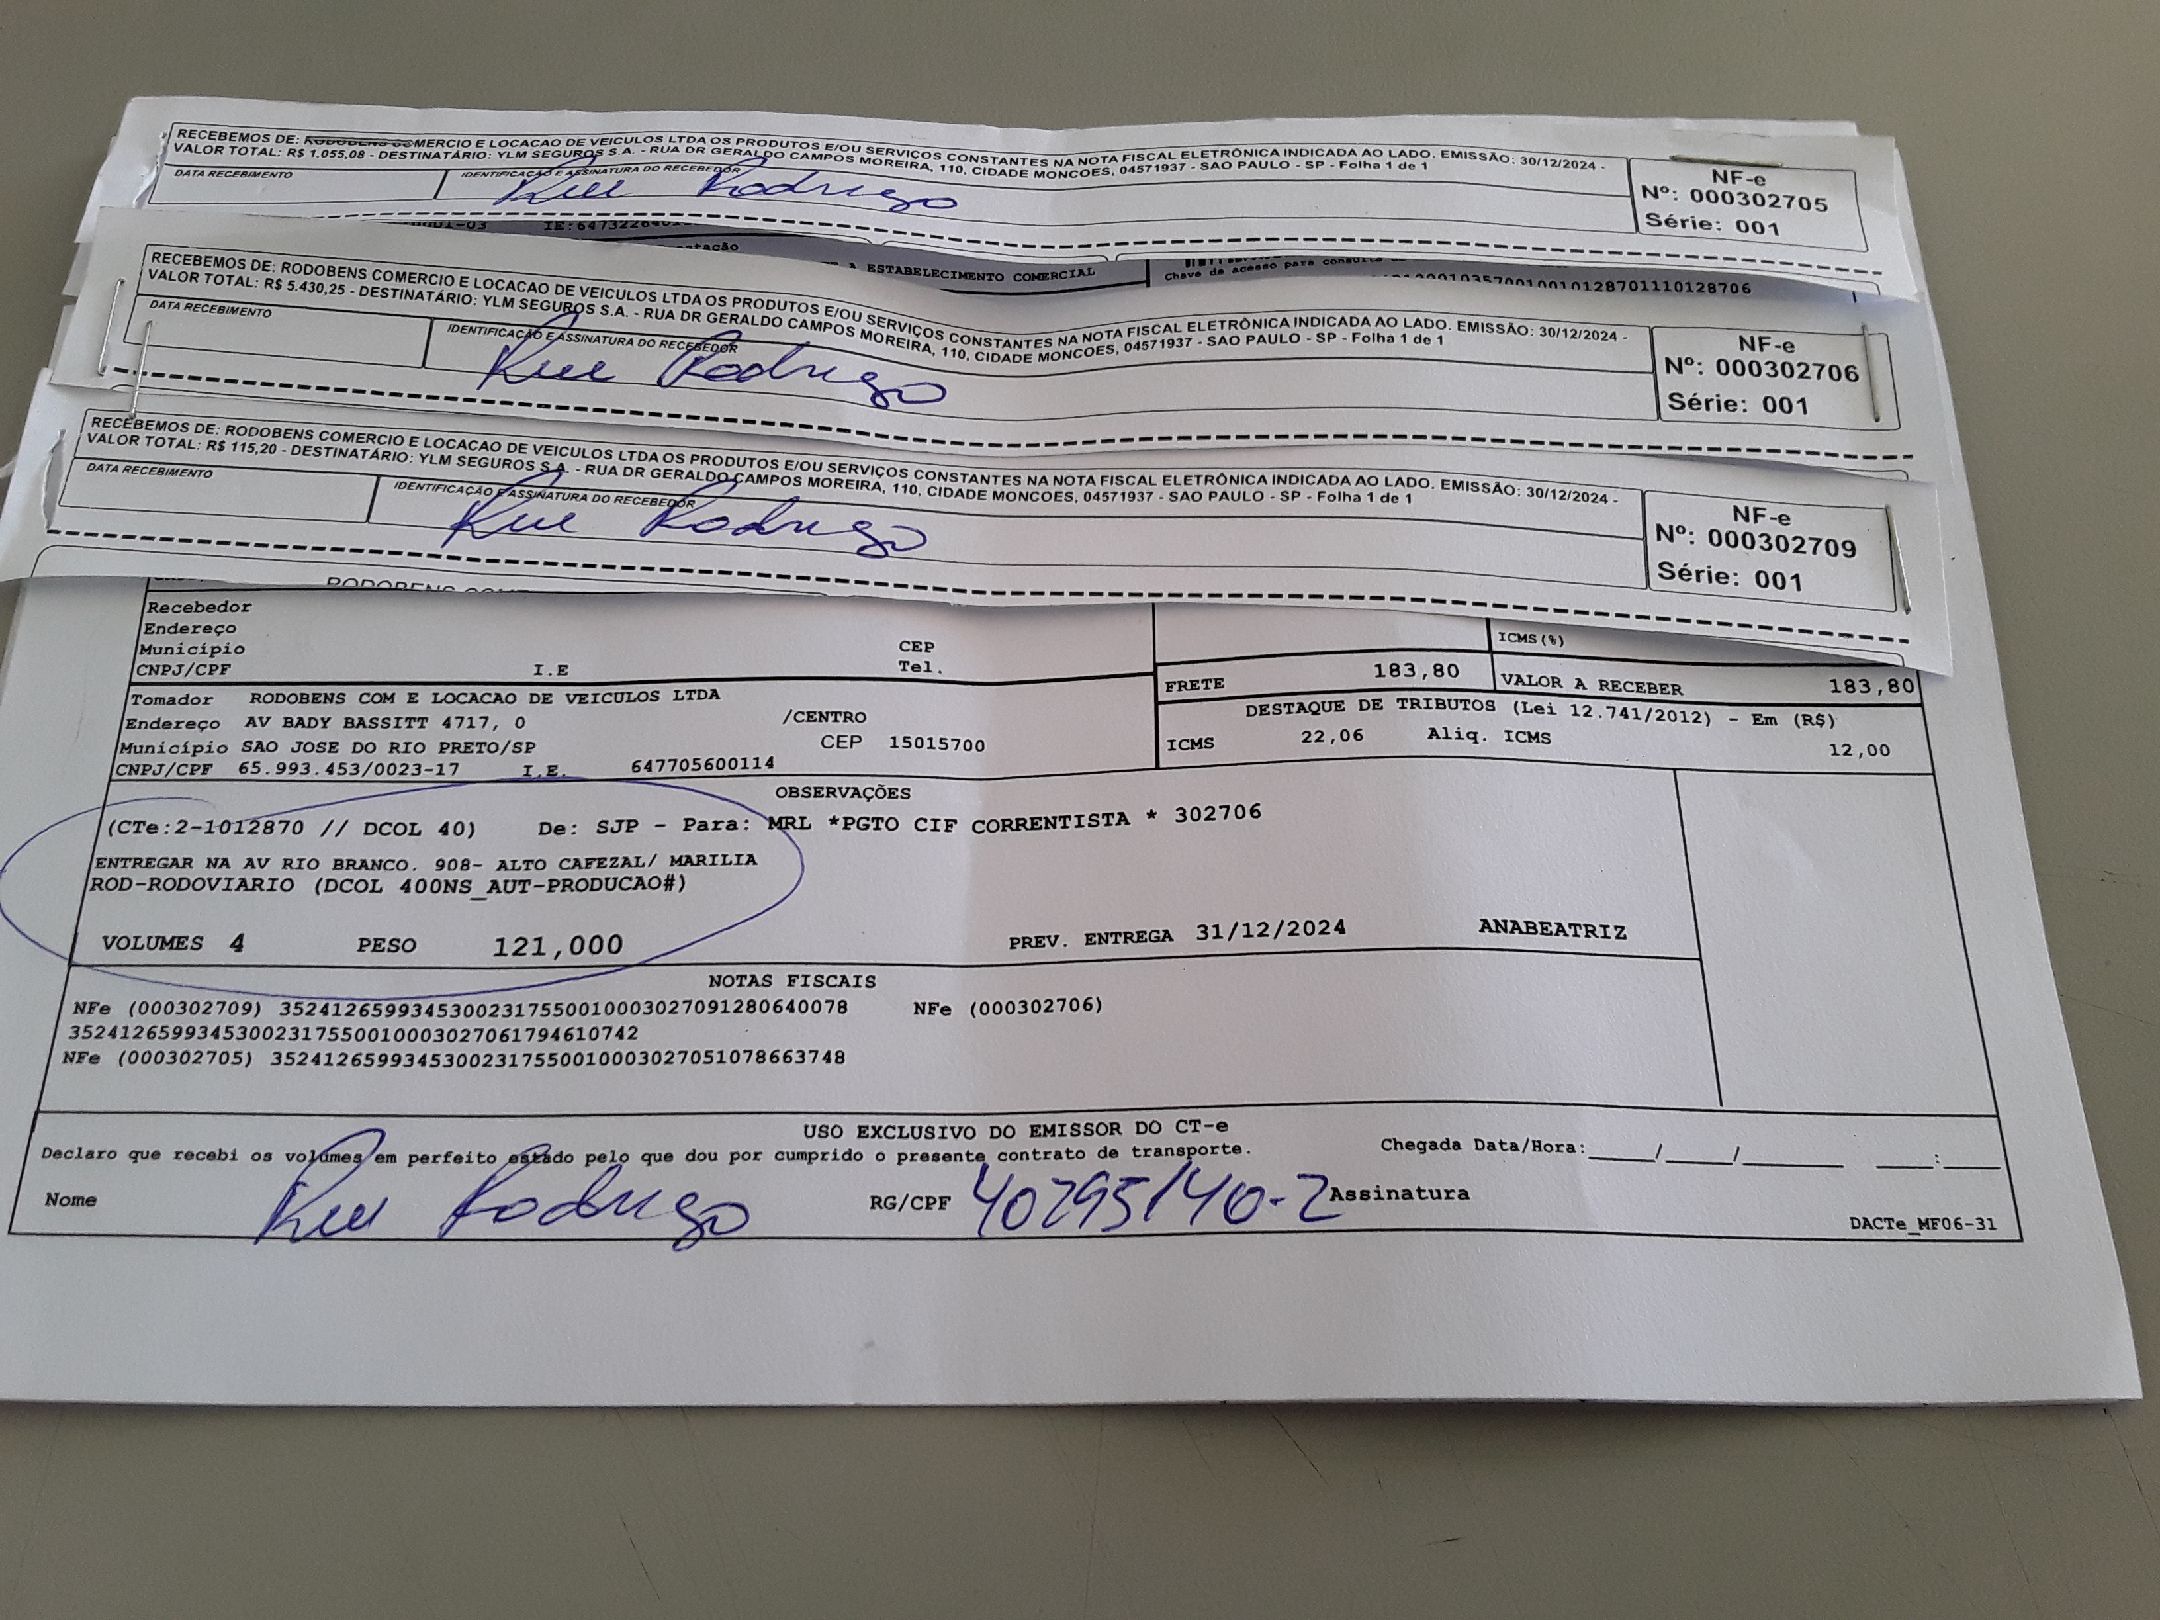 RECEBEMOS DE: RODOBENS COMERCIO E LOCACAO DE VEICULOS LTDA OS PRODUTOS E/OU SERVIÇOS CONSTANTES NA NOTA FISCAL ELETRÔNICA INDICADA AO LADO. EMISSÃO: 30/12/2024 -
VALOR TOTAL: R$ 1.055,08 - DESTINATÁRIO: YLM SEGUROS S.A. - RUA DR GERALDO CAMPOS MOREIRA, 110, CIDADE MONCOES, 04571937 - SAO PAULO - SP - Folha 1 de 1
DATA RECEBIMENTO
IDENTIFICAÇÃO E ASSINATURA DO RECEBEDOR
Rodrigo
NF-e
Nº: 000302705
Série: 001
A ESTABELECIMENTO COMERCIAL
Chave de acesso para
RECEBEMOS DE: RODOBENS COMERCIO E LOCACAO DE VEICULOS LTDA OS PRODUTOS E/OU SERVIÇOS CONSTANTES NA NOTA FISCAL ELETRÔNICA INDICADA AO LADO. EMISSÃO: 30/12/2024 -
VALOR TOTAL: R$ 5.430,25 - DESTINATÁRIO: YLM SEGUROS S.A. - RUA DR GERALDO CAMPOS MOREIRA, 110, CIDADE MONCOES, 04571937 - SAO PAULO - SP - Folha 1 de 1
DATA RECEBIMENTO
IDENTIFICAÇÃO E ASSINATURA DO RECEBEDOR
Rodrigo
NF-e
Nº: 000302706
Série: 001
RECEBEMOS DE: RODOBENS COMERCIO E LOCACAO DE VEICULOS LTDA OS PRODUTOS E/OU SERVIÇOS CONSTANTES NA NOTA FISCAL ELETRÔNICA INDICADA AO LADO. EMISSÃO: 30/12/2024 -
VALOR TOTAL: R$ 115,20 - DESTINATÁRIO: YLM SEGUROS S.A. - RUA DR GERALDO CAMPOS MOREIRA, 110, CIDADE MONCOES, 04571937 - SAO PAULO - SP - Folha 1 de 1
DATA RECEBIMENTO
IDENTIFICAÇÃO E ASSINATURA DO RECEBEDOR
Rodrigo
NF-e
Nº: 000302709
Série: 001
Recebedor
Endereço
Município CEP
CNPJ/CPF I.E Tel.
ICMS(%)
FRETE 183,80 VALOR A RECEBER 183,80
Tomador RODOBENS COM E LOCACAO DE VEICULOS LTDA
Endereço AV BADY BASSITT 4717, 0 /CENTRO
Município SAO JOSE DO RIO PRETO/SP CEP 15015700
CNPJ/CPF 65.993.453/0023-17 I.E. 647705600114
DESTAQUE DE TRIBUTOS (Lei 12.741/2012) - Em (R$)
ICMS 22,06 Aliq. ICMS 12,00
OBSERVAÇÕES
(CTe:2-1012870 // DCOL 40) De: SJP - Para: MRL *PGTO CIF CORRENTISTA * 302706
ENTREGAR NA AV RIO BRANCO. 908- ALTO CAFEZAL/ MARILIA
ROD-RODOVIARIO (DCOL 400NS_AUT-PRODUCAO#)
VOLUMES 4 PESO 121,000 PREV. ENTREGA 31/12/2024 ANABEATRIZ
NOTAS FISCAIS
NFe (000302709) 35241265993453002317550010003027091280640078 NFe (000302706)
35241265993453002317550010003027061794610742
NFe (000302705) 35241265993453002317550010003027051078663748
USO EXCLUSIVO DO EMISSOR DO CT-e
Declaro que recebi os volumes em perfeito estado pelo que dou por cumprido o presente contrato de transporte. Chegada Data/Hora:____/____/______ ____:____
Nome Rodrigo RG/CPF 40295140-2 Assinatura
DACTe_MF06-31